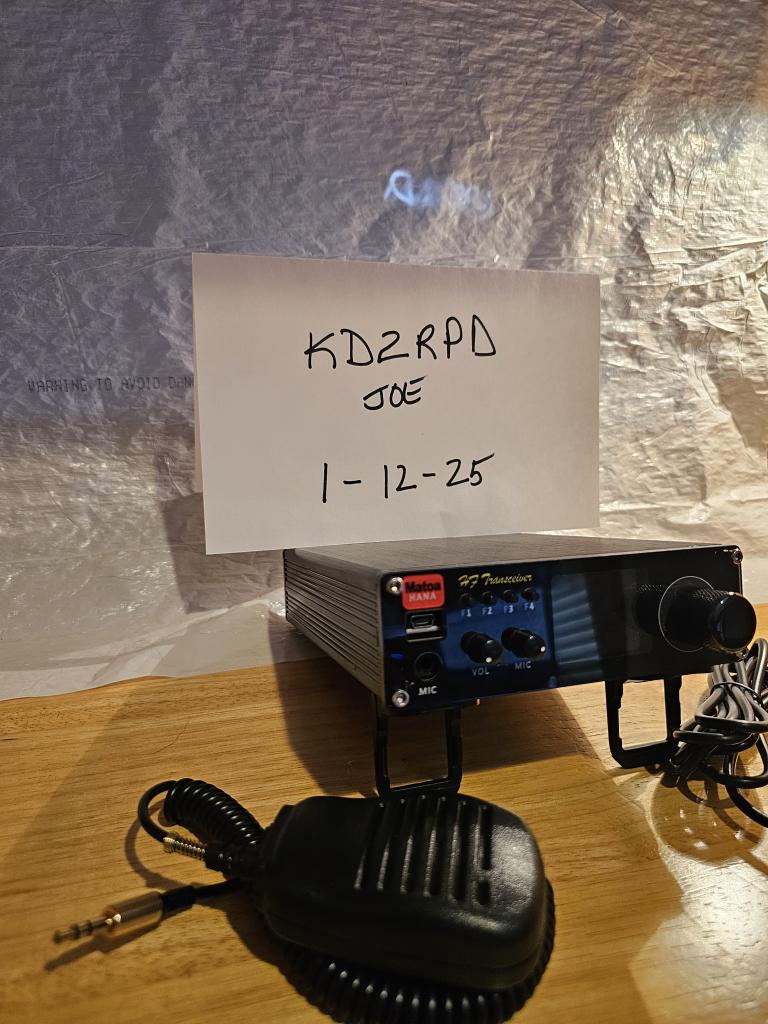 KD2RPD
JOE
1-12-25
WARNING TO AVOID DAN
Matoa
HANA
HF Transceiver
F1 F2 F3 F4
VOL MIC
MIC